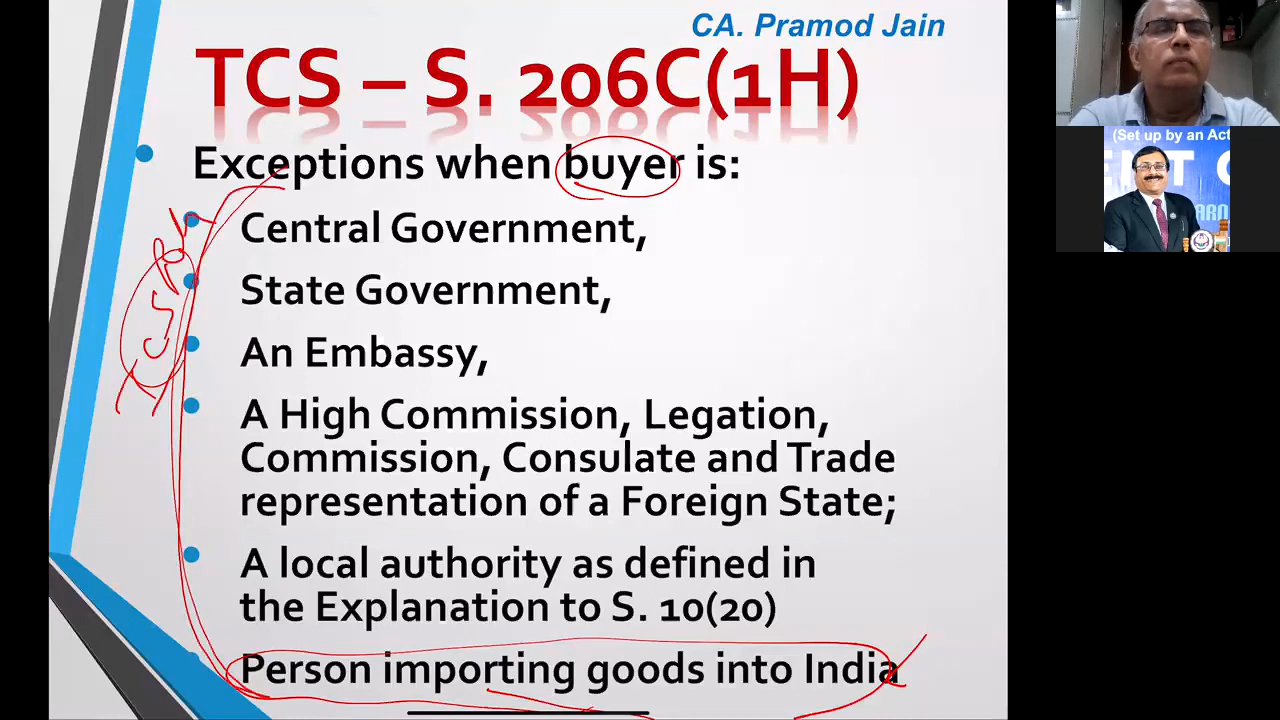 CA. Pramod Jain
TCS – S. 206C(1H)
Exceptions when buyer is:
Central Government,
State Government,
An Embassy,
A High Commission, Legation,
Commission, Consulate and Trade
representation of a Foreign State;
A local authority as defined in
the Explanation to S. 10(20)
Person importing goods into India
TCS
(Set up by an Act